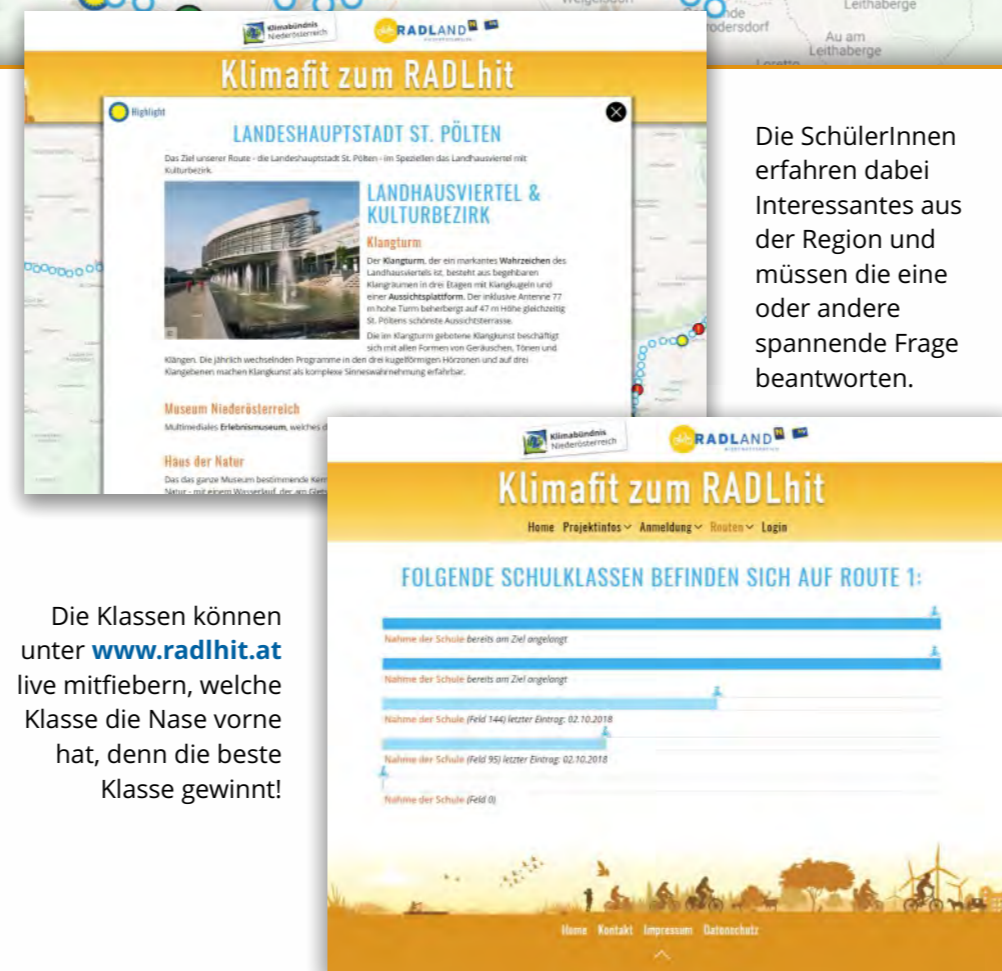 Leithaberge
Au am
Leithaberge
Klimabündnis
Niederösterreich
RADLAND
Klimafit zum RADLhit
Highlight
LANDESHAUPTSTADT ST. PÖLTEN
Das Ziel unserer Route - die Landeshauptstadt St. Pölten - im Speziellen das Landhausviertel mit
Kulturbezirk.
LANDHAUSVIERTEL &
KULTURBEZIRK
Klangturm
Der Klangturm, der ein markantes Wahrzeichen des
Landhausviertels ist, besteht aus begehbaren
Klangräumen in drei Etagen mit Klangkugeln und
einer Aussichtsplattform. Der inklusive Antenne 77
m hohe Turm beherbergt auf 47 m Höhe gleichzeitig
St. Pöltens schönste Aussichtsterrasse.
Die im Klangturm gebotene Klangkunst beschäftigt
sich mit allen Formen von Geräuschen, Tönen und
Klängen. Die jährlich wechselnden Programme in den drei kugelförmigen Hörzonen und auf drei
Klangebenen machen Klangkunst als komplexe Sinneswahrnehmung erfahrbar.
Museum Niederösterreich
Multimediales Erlebnismuseum, welches d
Haus der Natur
Das das ganze Museum bestimmende Kern
Natur - mit einem Wasserlauf, der am
Die SchülerInnen
erfahren dabei
Interessantes aus
der Region und
müssen die eine
oder andere
spannende Frage
beantworten.
Die Klassen können
unter www.radlhit.at
live mitfiebern, welche
Klasse die Nase vorne
hat, denn die beste
Klasse gewinnt!
Klimabündnis
Niederösterreich
RADLAND
Klimafit zum RADLhit
Home Projektinfos Anmeldung Routen Login
FOLGENDE SCHULKLASSEN BEFINDEN SICH AUF ROUTE 1:
Nahme der Schule bereits am Ziel angelangt
Nahme der Schule bereits am Ziel angelangt
Nahme der Schule (Feld 144) letzter Eintrag: 02.10.2018
Nahme der Schule (Feld 95) letzter Eintrag: 02.10.2018
Nahme der Schule (Feld 0)
Home Kontakt Impressum Datenschutz